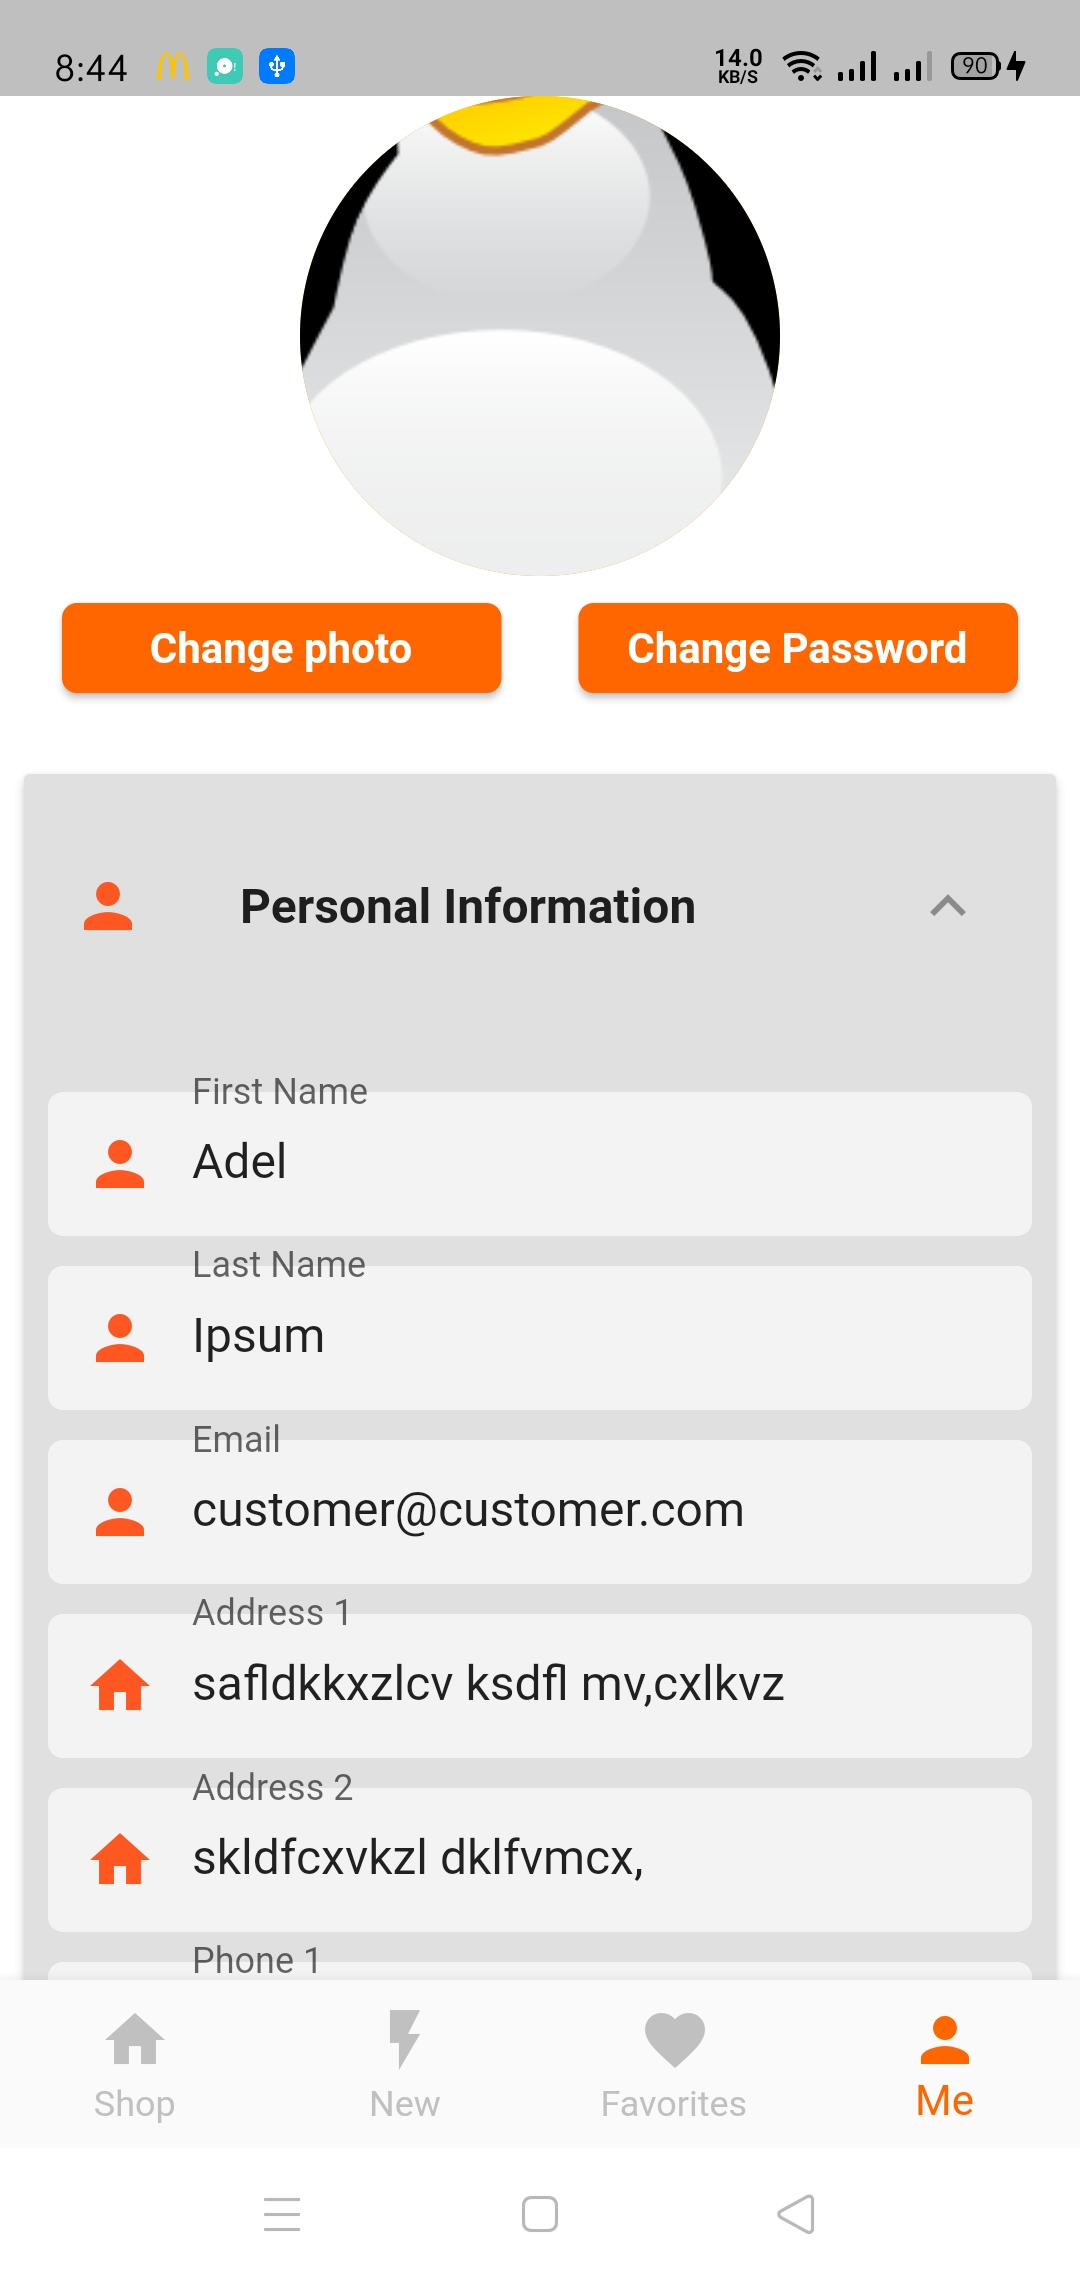 8:44
14.0
KB/S
90
Change photo
Change Password
Personal Information
First Name
Adel
Last Name
Ipsum
Email
customer@customer.com
Address 1
safldkkxzlcv ksdfl mv,cxlkvz
Address 2
skldfcxvkzl dklfvmcx,
Phone 1
Shop
New
Favorites
Me